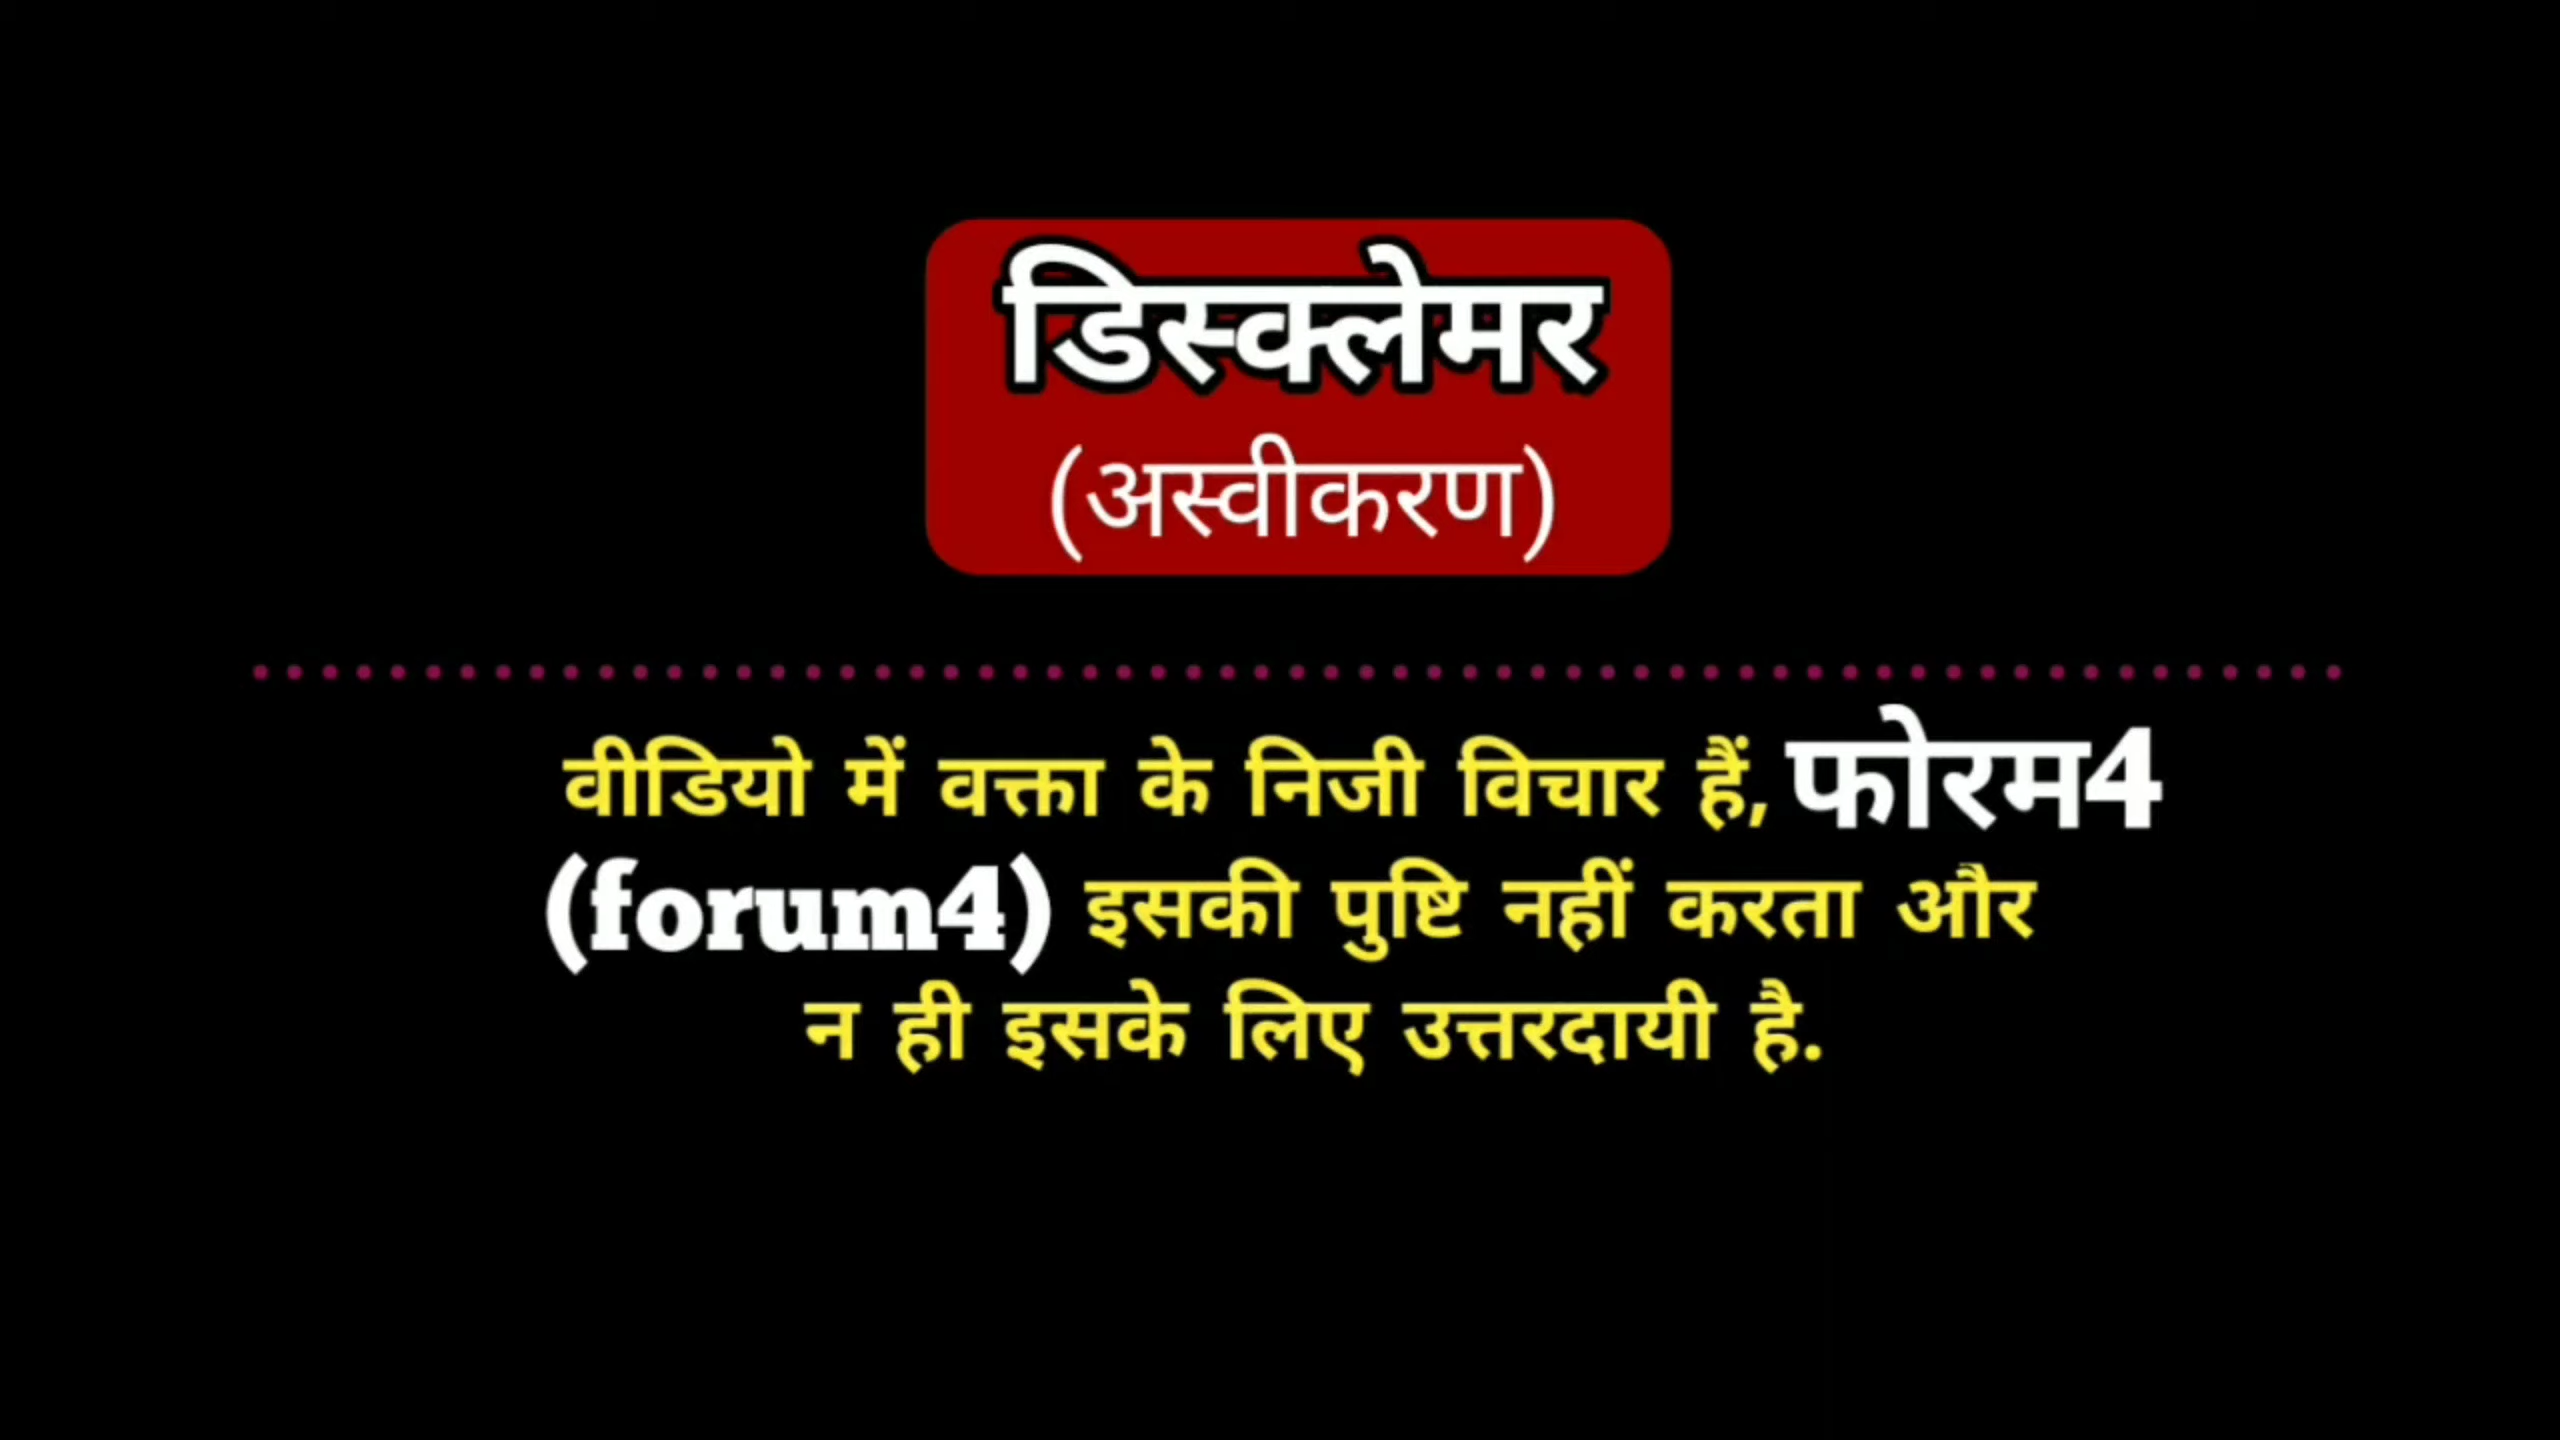 डिस्क्लेमर
(अस्वीकरण)
वीडियो में वक्ता के निजी विचार हैं, फोरम4
(forum4) इसकी पुष्टि नहीं करता और
न ही इसके लिए उत्तरदायी है.